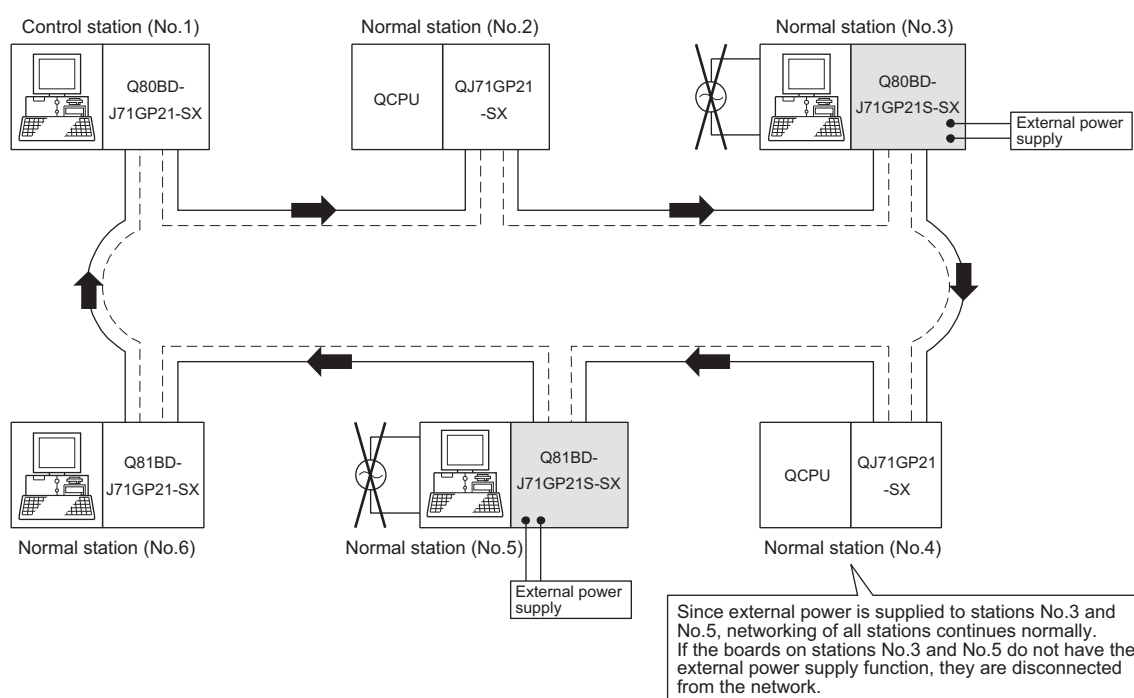 Control station (No.1)
Normal station (No.2)
Normal station (No.3)
Q80BD-
J71GP21-SX
QCPU
QJ71GP21
-SX
Q80BD-
J71GP21S-SX
External power
supply
Q81BD-
J71GP21-SX
Q81BD-
J71GP21S-SX
QCPU
QJ71GP21
-SX
Normal station (No.6)
Normal station (No.5)
Normal station (No.4)
External power
supply
Since external power is supplied to stations No.3 and
No.5, networking of all stations continues normally.
If the boards on stations No.3 and No.5 do not have the
external power supply function, they are disconnected
from the network.